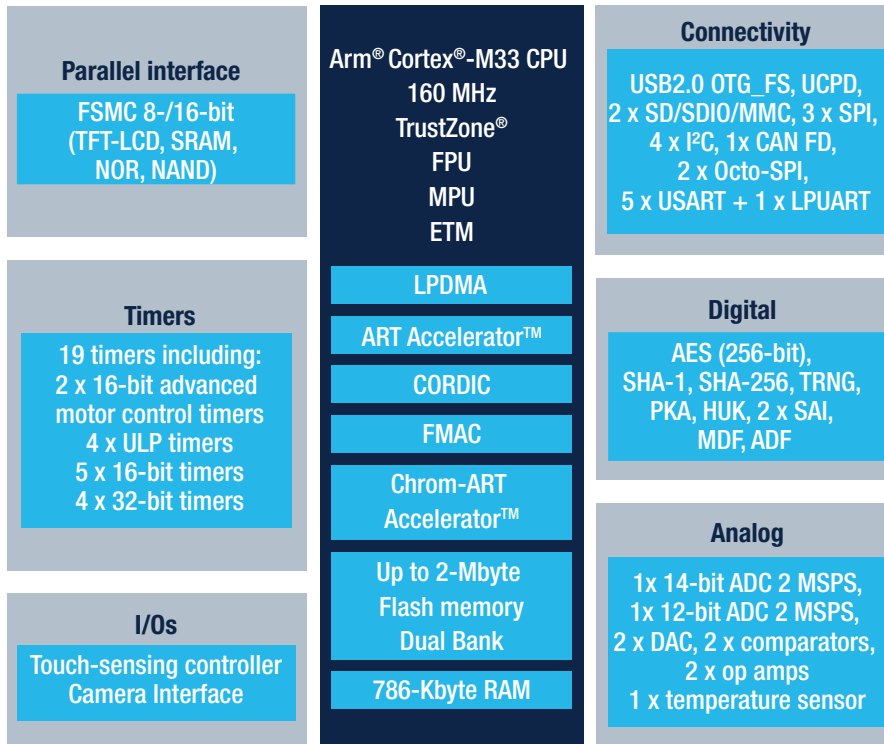 Parallel interface
FSMC 8-/16-bit
(TFT-LCD, SRAM,
NOR, NAND)
Timers
19 timers including:
2 x 16-bit advanced
motor control timers
4 x ULP timers
5 x 16-bit timers
4 x 32-bit timers
I/Os
Touch-sensing controller
Camera Interface
Arm® Cortex®-M33 CPU
160 MHz
TrustZone®
FPU
MPU
ETM
LPDMA
ART Accelerator™
CORDIC
FMAC
Chrom-ART
Accelerator™
Up to 2-Mbyte
Flash memory
Dual Bank
786-Kbyte RAM
Connectivity
USB2.0 OTG_FS, UCPD,
2 x SD/SDIO/MMC, 3 x SPI,
4 x I²C, 1x CAN FD,
2 x Octo-SPI,
5 x USART + 1 x LPUART
Digital
AES (256-bit),
SHA-1, SHA-256, TRNG,
PKA, HUK, 2 x SAI,
MDF, ADF
Analog
1x 14-bit ADC 2 MSPS,
1x 12-bit ADC 2 MSPS,
2 x DAC, 2 x comparators,
2 x op amps
1 x temperature sensor